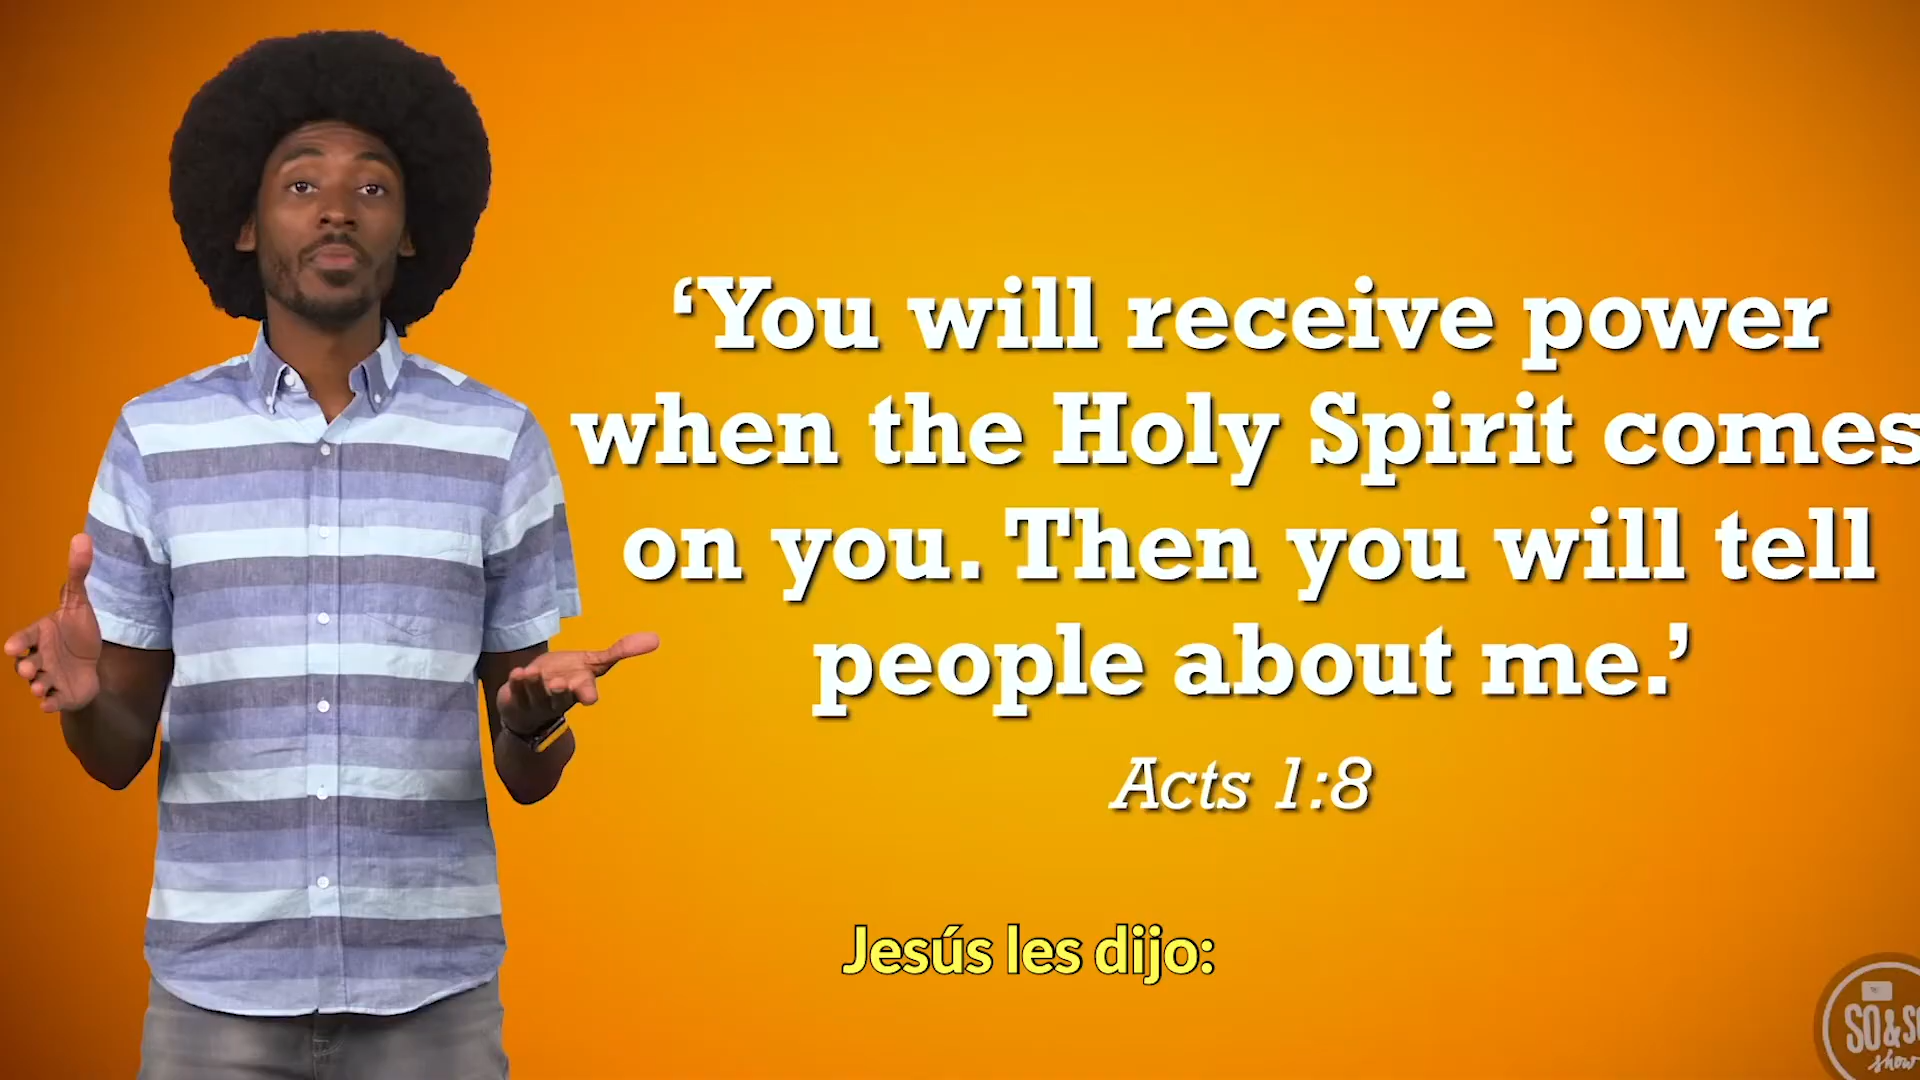 ‘You will receive power
when the Holy Spirit comes
on you. Then you will tell
people about me.’
Acts 1:8
Jesús les dijo:
SO & SO
show